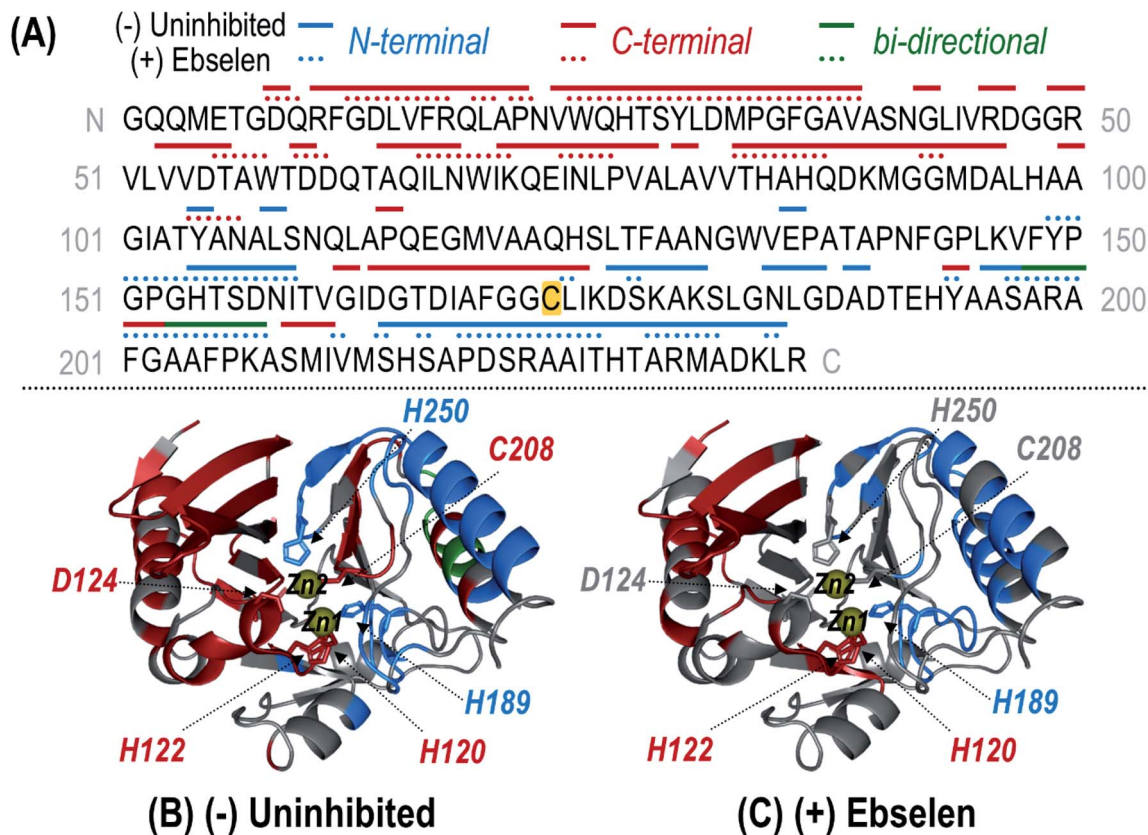 (A) (-) Uninhibited N-terminal C-terminal bi-directional
(+) Ebselen
N GQQMETGDQRFGDLVFRQLAPNVWQHTSYLDMPGFGAVASNGLIVRDGGR 50
51 VLVVDTAWTDDQTAQILNWIKQEINLPVALAVVTHAHQDKMGGMDALHAA 100
101 GIATYANALSNQLAPQEGMVAAQHSLTFAANGWVEPATAPNFGPLKVFYP 150
151 GPGHTSDNITVGIDGTDIAFGGCLIKDSKAKSLGNLGDADTEHYAASARA 200
201 FGAAFPKASMIVMSHSAPDSRAAITHTARMADKLR C
H250 H250
C208 C208
D124 Zn2 D124 Zn2
Zn1 Zn1
H189 H189
H122 H120 H122 H120
(B) (-) Uninhibited (C) (+) Ebselen